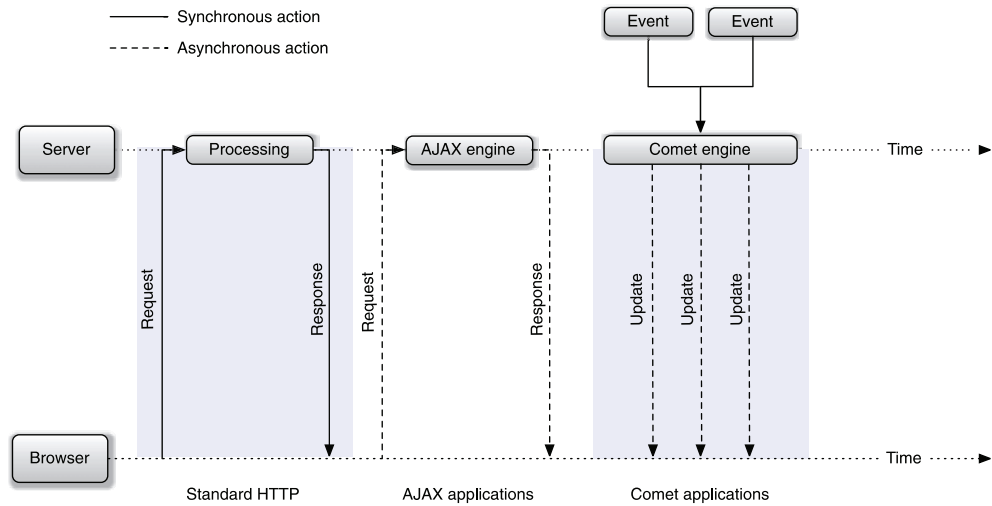 Synchronous action
Asynchronous action
Event
Event
Server
Processing
AJAX engine
Comet engine
Time
Request
Response
Request
Response
Update
Update
Update
Browser
Time
Standard HTTP
AJAX applications
Comet applications